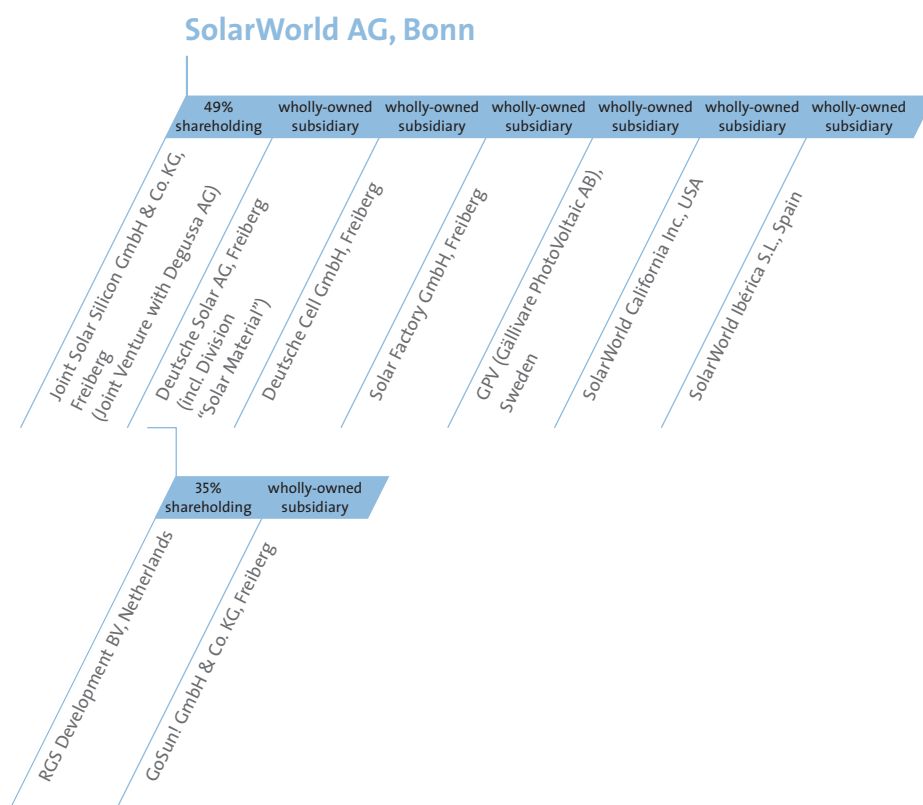 SolarWorld AG, Bonn
49%
shareholding
wholly-owned
subsidiary
wholly-owned
subsidiary
wholly-owned
subsidiary
wholly-owned
subsidiary
wholly-owned
subsidiary
wholly-owned
subsidiary
Joint Solar Silicon GmbH & Co. KG,
Freiberg
(Joint Venture with Degussa AG)
Deutsche Solar AG, Freiberg
(incl. Division
“Solar Material”)
Deutsche Cell GmbH, Freiberg
Solar Factory GmbH, Freiberg
GPV (Gällivare PhotoVoltaic AB),
Sweden
SolarWorld California Inc., USA
SolarWorld Ibérica S.L., Spain
35%
shareholding
wholly-owned
subsidiary
RGS Development BV, Netherlands
GoSun! GmbH & Co. KG, Freiberg